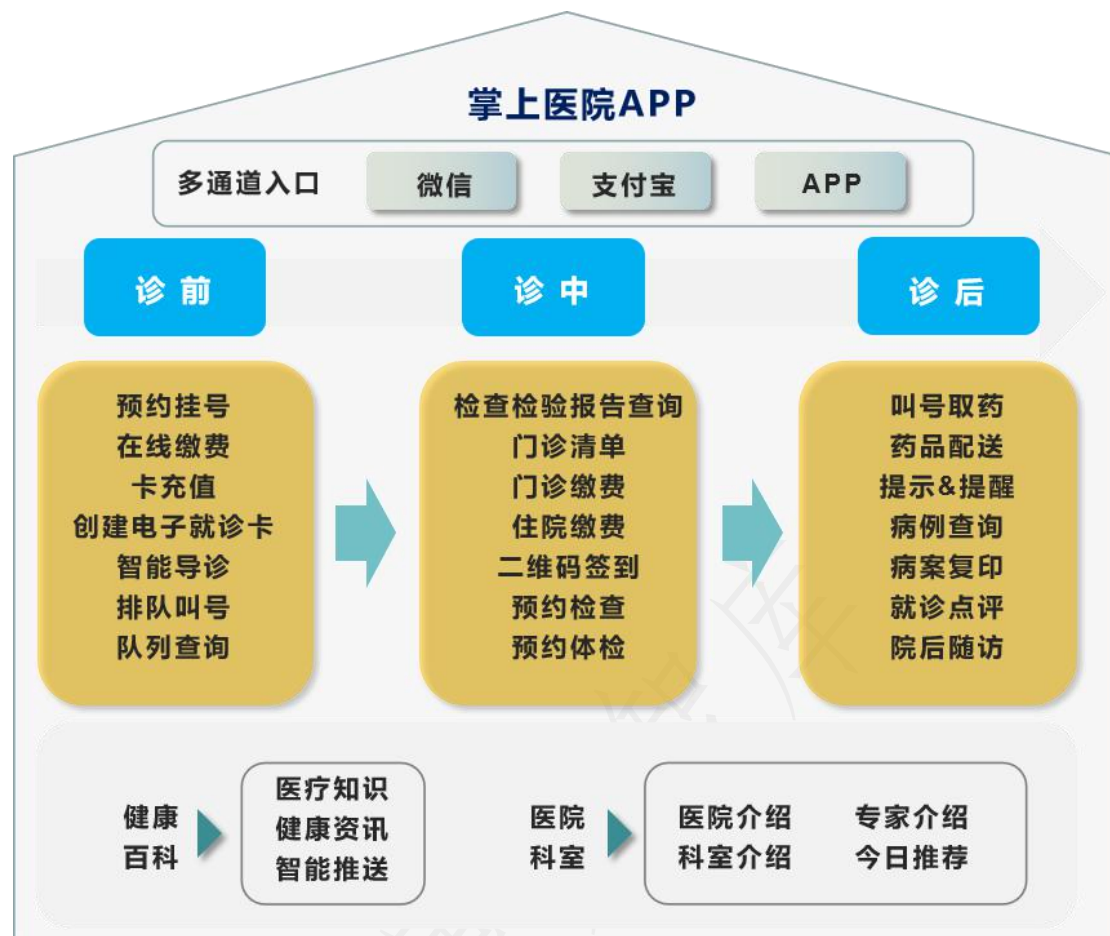 掌上医院APP
多通道入口 微信 支付宝 APP
诊前 诊中 诊后
预约挂号
在线缴费
卡充值
创建电子就诊卡
智能导诊
排队叫号
队列查询
检查检验报告查询
门诊清单
门诊缴费
住院缴费
二维码签到
预约检查
预约体检
叫号取药
药品配送
提示&提醒
病例查询
病案复印
就诊点评
院后随访
健康
百科
医疗知识
健康资讯
智能推送
医院
科室
医院介绍 专家介绍
科室介绍 今日推荐